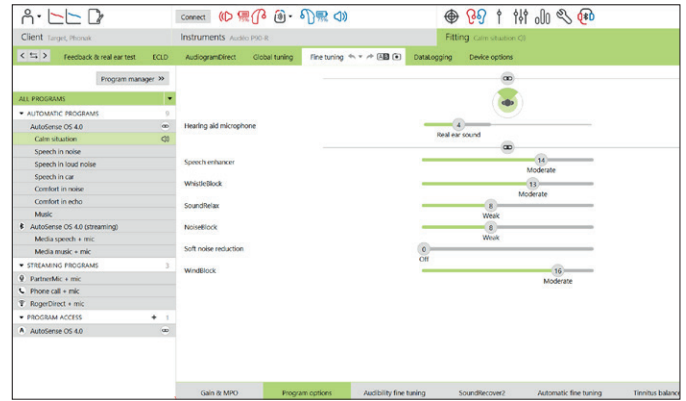 Connect
Client Target, Phonak
Instruments Audéo P90-R
Fitting Calm situation
Feedback & real ear test
ECLD
AudiogramDirect
Global tuning
Fine tuning
DataLogging
Device options
Program manager >>
ALL PROGRAMS
AUTOMATIC PROGRAMS 9
AutoSense OS 4.0
Calm situation
Speech in noise
Speech in loud noise
Speech in car
Comfort in noise
Comfort in echo
Music
AutoSense OS 4.0 (streaming)
Media speech + mic
Media music + mic
STREAMING PROGRAMS 3
PartnerMic + mic
Phone call + mic
RogerDirect + mic
PROGRAM ACCESS + 1
A AutoSense OS 4.0
Hearing aid microphone
4
Real ear sound
Speech enhancer
14
Moderate
WhistleBlock
13
Moderate
SoundRelax
8
Weak
NoiseBlock
8
Weak
Soft noise reduction
0
Off
WindBlock
16
Moderate
Gain & MPO
Program options
Audibility fine tuning
SoundRecover2
Automatic fine tuning
Tinnitus balance